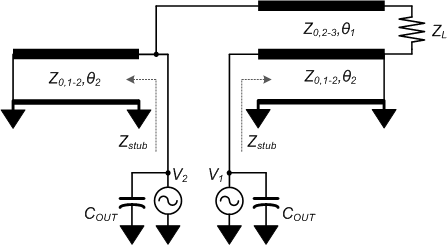 Z0,2-3,θ1
ZL
Z0,1-2,θ2
Z0,1-2,θ2
Zstub
Zstub
V2
V1
COUT
COUT